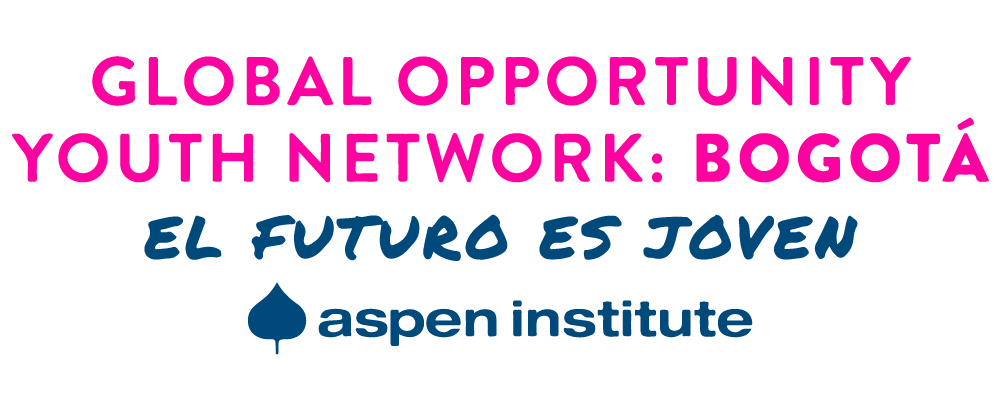 GLOBAL OPPORTUNITY
YOUTH NETWORK: BOGOTÁ
EL FUTURO ES JOVEN
aspen institute